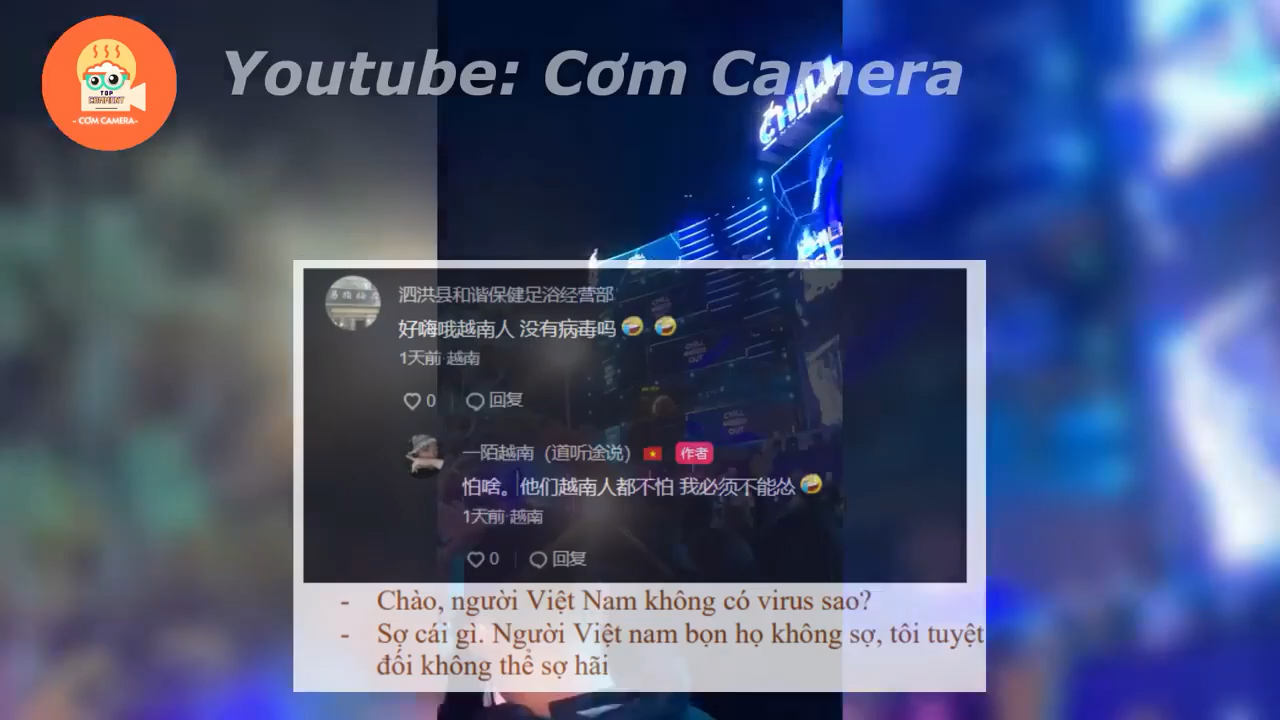 Youtube: Cơm Camera
TOP
COMMENT
- CƠM CAMERA-
泗洪县和谐保健足浴经营部
好嗨哦越南人 没有病毒吗
1天前·越南
0 回复
一陌越南（道听途说） 作者
怕啥。他们越南人都不怕 我必须不能怂
1天前·越南
0 回复
- Chào, người Việt Nam không có virus sao?
- Sợ cái gì. Người Việt nam bọn họ không sợ, tôi tuyệt
đối không thể sợ hãi
CHILL
OUT